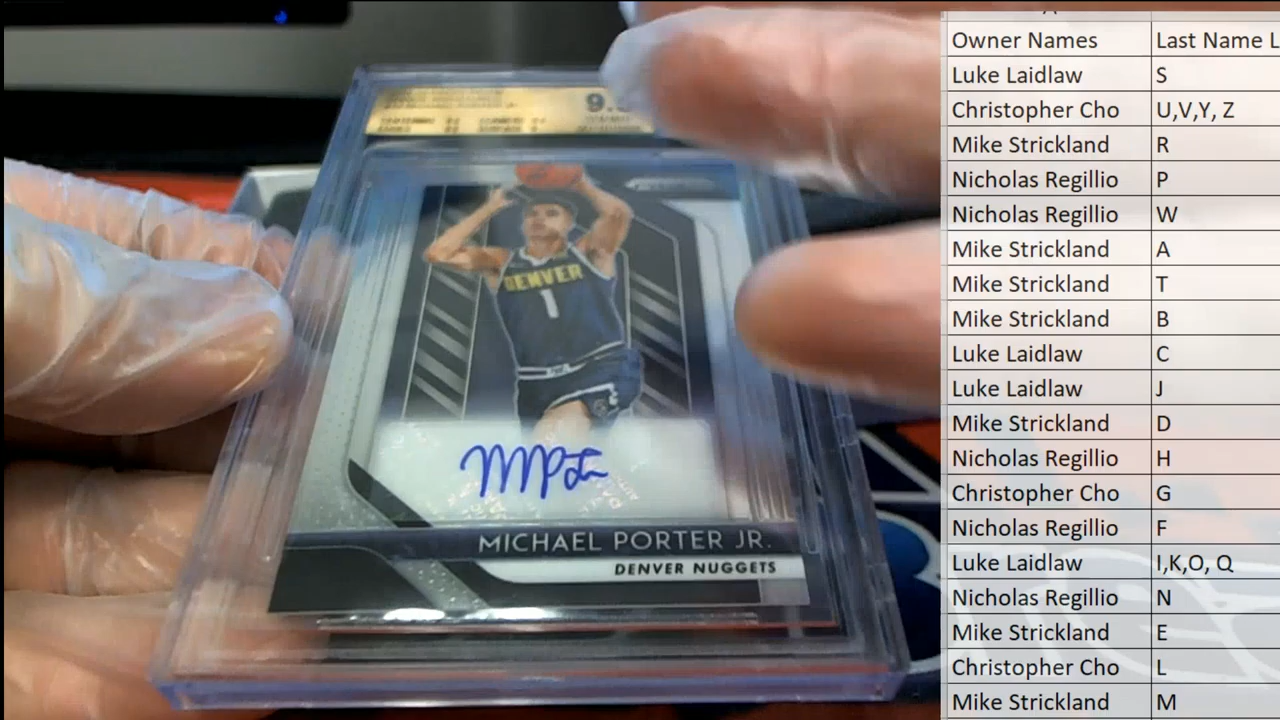 9.
DENVER
1
MPJr
MICHAEL PORTER JR.
DENVER NUGGETS
Owner Names Last Name L
Luke Laidlaw S
Christopher Cho U,V,Y, Z
Mike Strickland R
Nicholas Regillio P
Nicholas Regillio W
Mike Strickland A
Mike Strickland T
Mike Strickland B
Luke Laidlaw C
Luke Laidlaw J
Mike Strickland D
Nicholas Regillio H
Christopher Cho G
Nicholas Regillio F
Luke Laidlaw I,K,O, Q
Nicholas Regillio N
Mike Strickland E
Christopher Cho L
Mike Strickland M